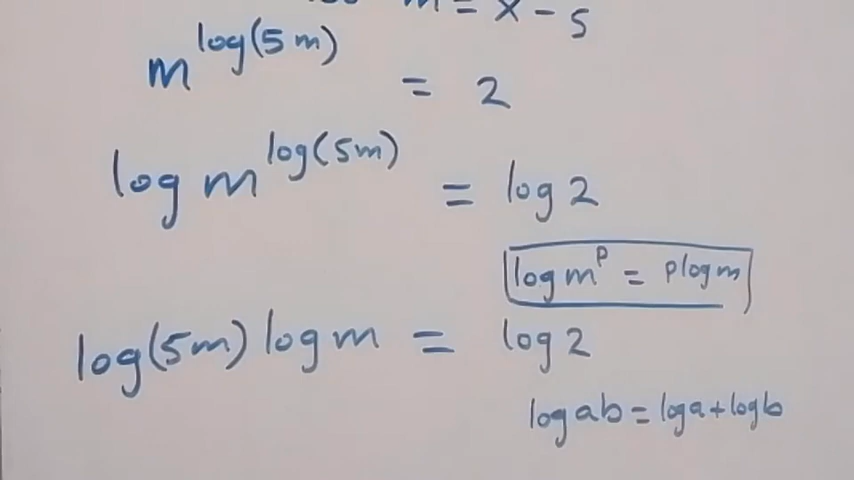 m = x - 5
m^log(5m) = 2
log m^log(5m) = log 2
log m^p = p log m
log(5m) log m = log 2
log ab = log a + log b